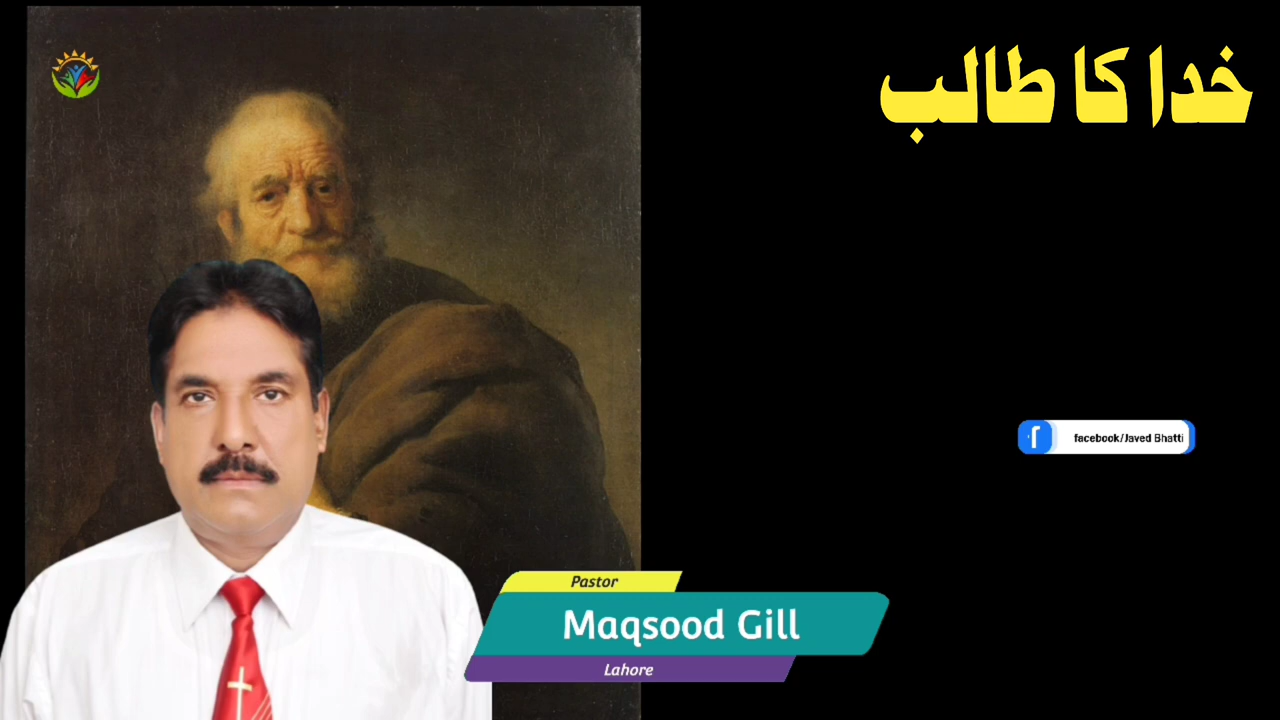 خدا کا طالب
facebook/Javed Bhatti
Pastor
Maqsood Gill
Lahore